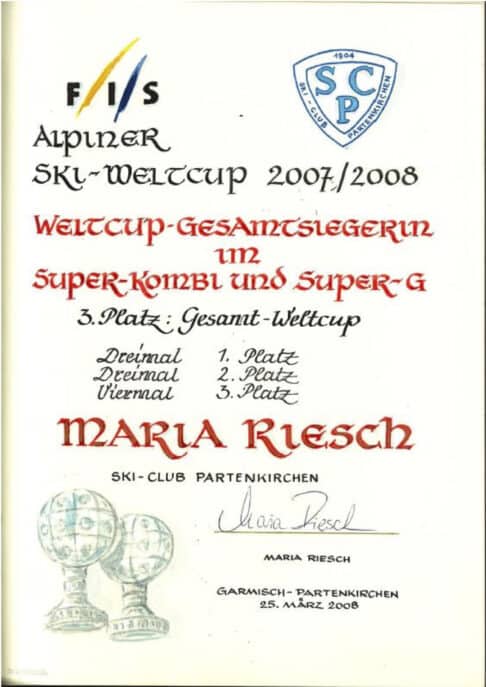 FIS
1904
SKI-CLUB PARTENKIRCHEN
SCP
ALPINER
SKI-WELTCUP 2007/2008
WELTCUP-GESAMTSIEGERIN
IM
SUPER-KOMBI UND SUPER-G
3. Platz: Gesamt-Weltcup
Dreimal 1. Platz
Dreimal 2. Platz
Viermal 3. Platz
MARIA RIESCH
SKI-CLUB PARTENKIRCHEN
Maria Riesch
MARIA RIESCH
GARMISCH-PARTENKIRCHEN
25. MÄRZ 2008